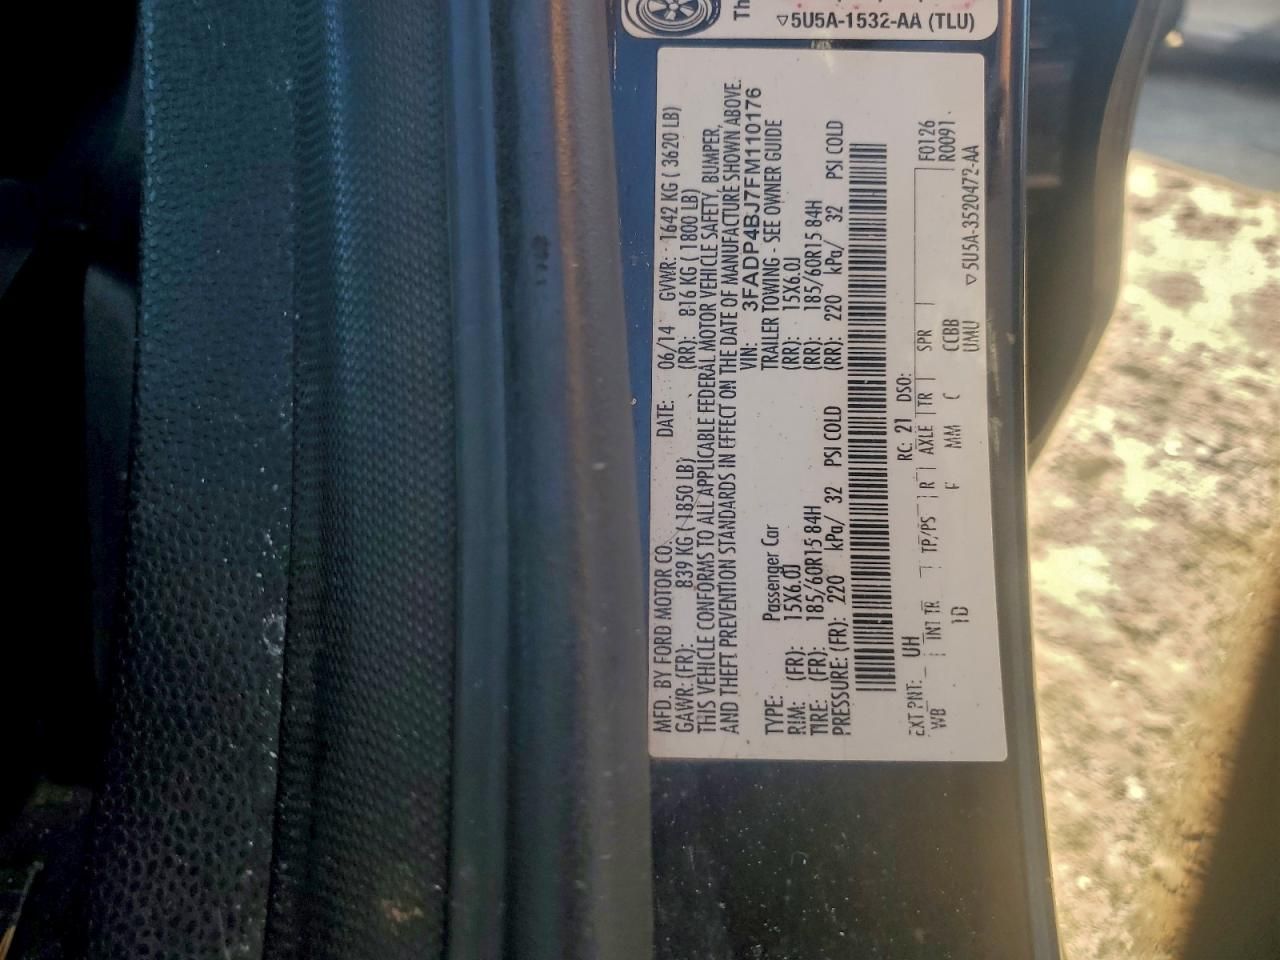 Th
▽5U5A-1532-AA (TLU)
MFD. BY FORD MOTOR CO. DATE: 06/14 GVWR: 1642 KG ( 3620 LB)
GAWR: (FR): 839 KG ( 1850 LB) (RR): 816 KG ( 1800 LB)
THIS VEHICLE CONFORMS TO ALL APPLICABLE FEDERAL MOTOR VEHICLE SAFETY, BUMPER,
AND THEFT PREVENTION STANDARDS IN EFFECT ON THE DATE OF MANUFACTURE SHOWN ABOVE.
VIN: 3FADP4BJ7FM110176
TYPE: Passenger Car TRAILER TOWING - SEE OWNER GUIDE
RIM: (FR): 15X6.0J (RR): 15X6.0J
TIRE: (FR): 185/60R15 84H (RR): 185/60R15 84H
PRESSURE: (FR): 220 kPa/ 32 PSI COLD (RR): 220 kPa/ 32 PSI COLD
EXT PNT: UH RC: 21 DSO: F0126
WB INT TR TP/PS R AXLE TR SPR R0091
1D F MM C CCBB
UMU ▽5U5A-3520472-AA